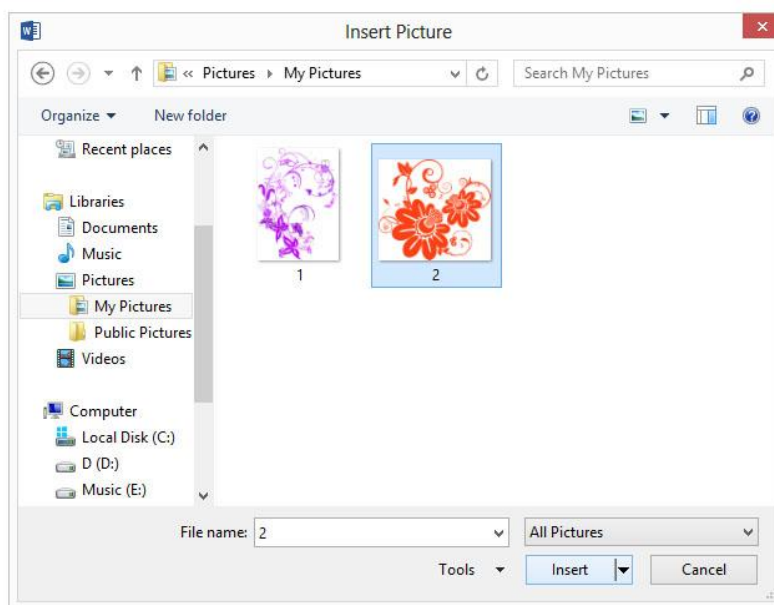 Insert Picture
« Pictures My Pictures
Search My Pictures
Organize New folder
Recent places
Libraries
Documents
Music
Pictures
My Pictures
Public Pictures
Videos
Computer
Local Disk (C:)
D (D:)
Music (E:)
1
2
File name: 2
All Pictures
Tools Insert Cancel